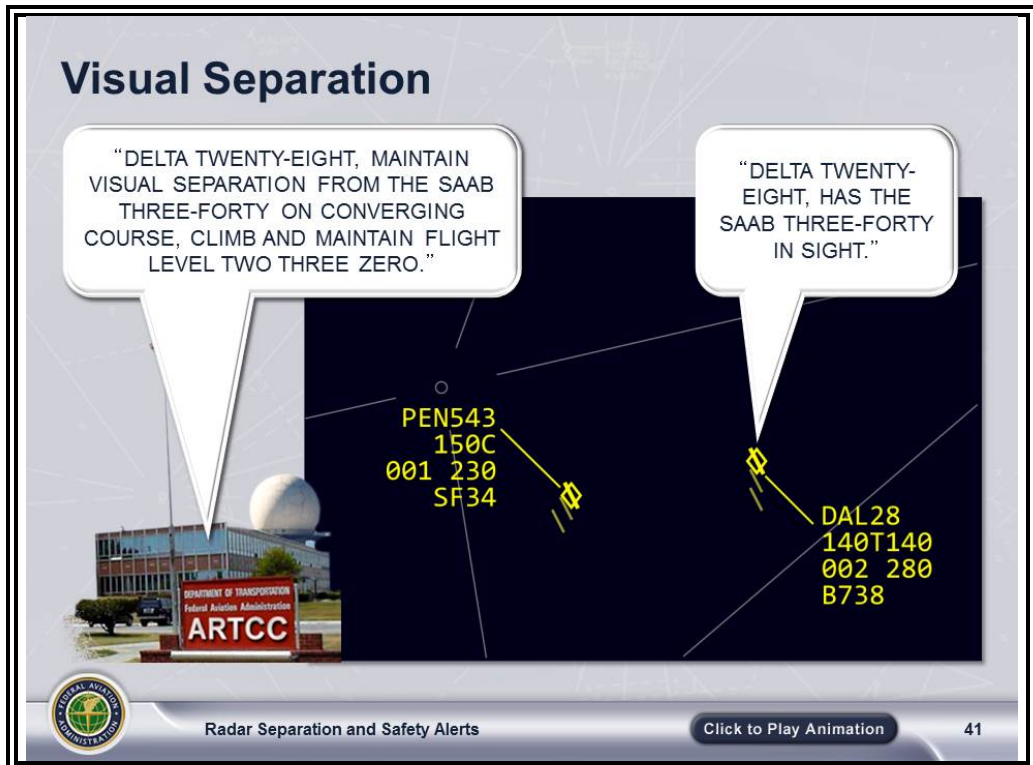 Visual Separation
“DELTA TWENTY-EIGHT, MAINTAIN
VISUAL SEPARATION FROM THE SAAB
THREE-FORTY ON CONVERGING
COURSE, CLIMB AND MAINTAIN FLIGHT
LEVEL TWO THREE ZERO.”
“DELTA TWENTY-
EIGHT, HAS THE
SAAB THREE-FORTY
IN SIGHT.”
PEN543
150C
001 230
SF34
DAL28
140T140
002 280
B738
DEPARTMENT OF TRANSPORTATION
Federal Aviation Administration
ARTCC
FEDERAL AVIATION
ADMINISTRATION
Radar Separation and Safety Alerts
Click to Play Animation
41